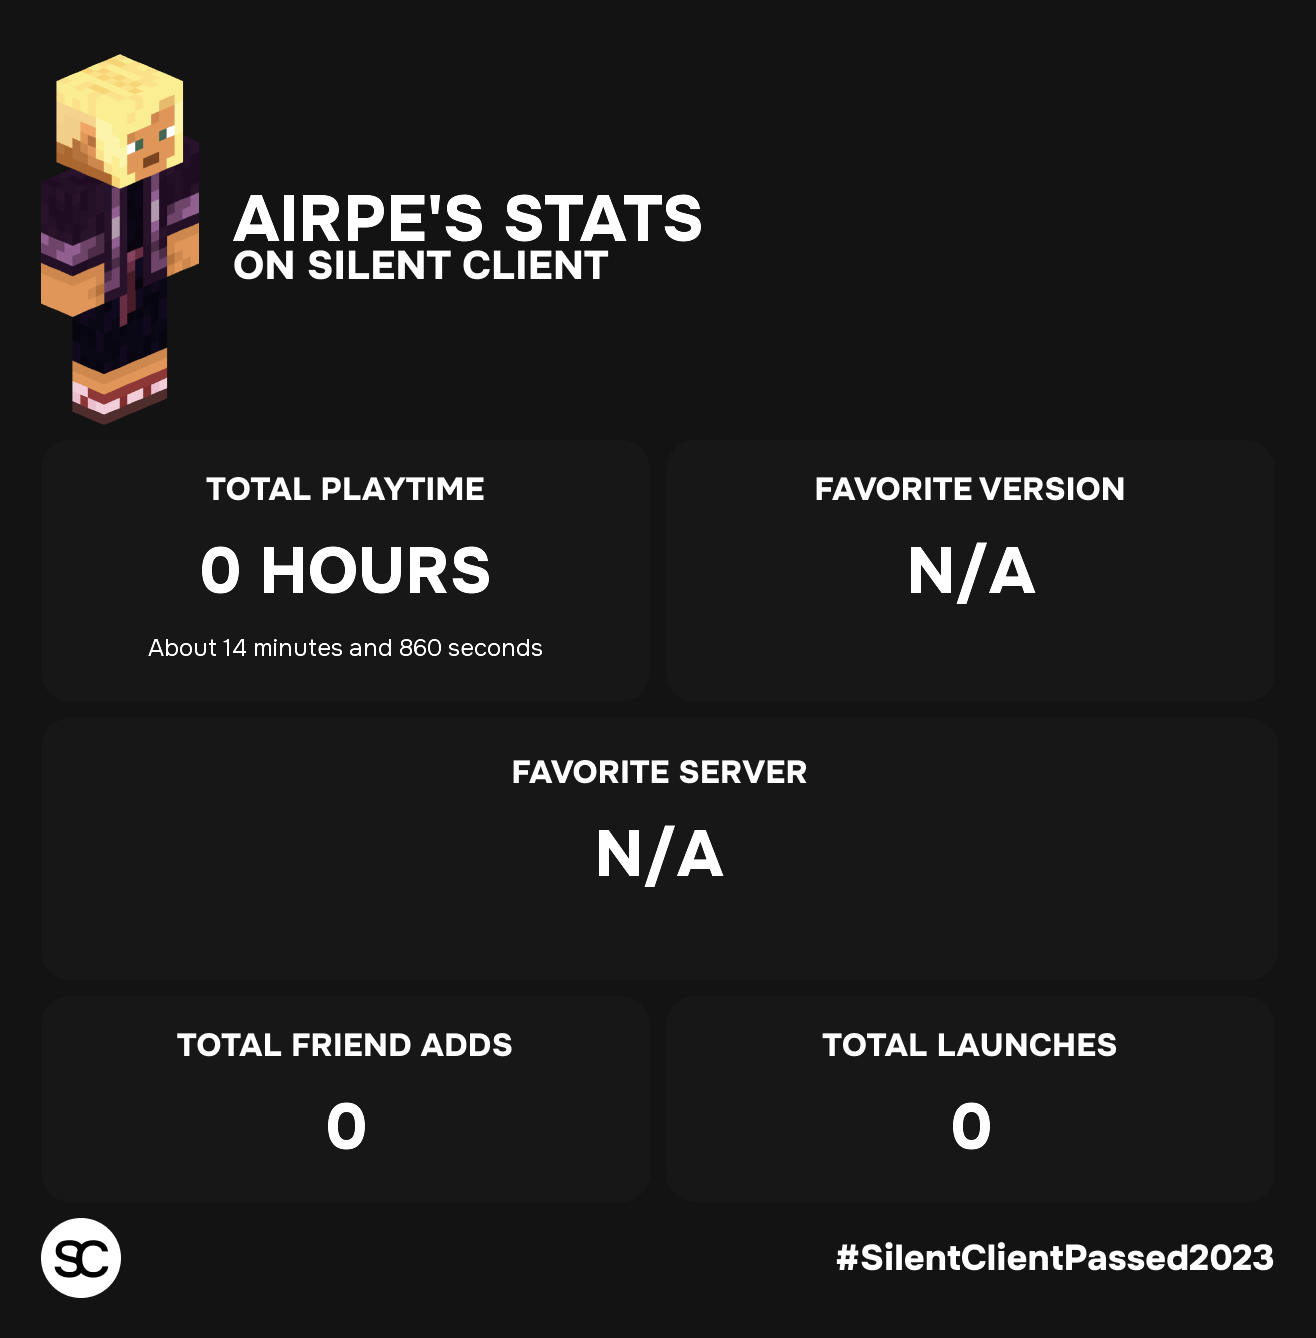 AIRPE'S STATS
ON SILENT CLIENT
TOTAL PLAYTIME
0 HOURS
About 14 minutes and 860 seconds
FAVORITE VERSION
N/A
FAVORITE SERVER
N/A
TOTAL FRIEND ADDS
0
TOTAL LAUNCHES
0
SC
#SilentClientPassed2023